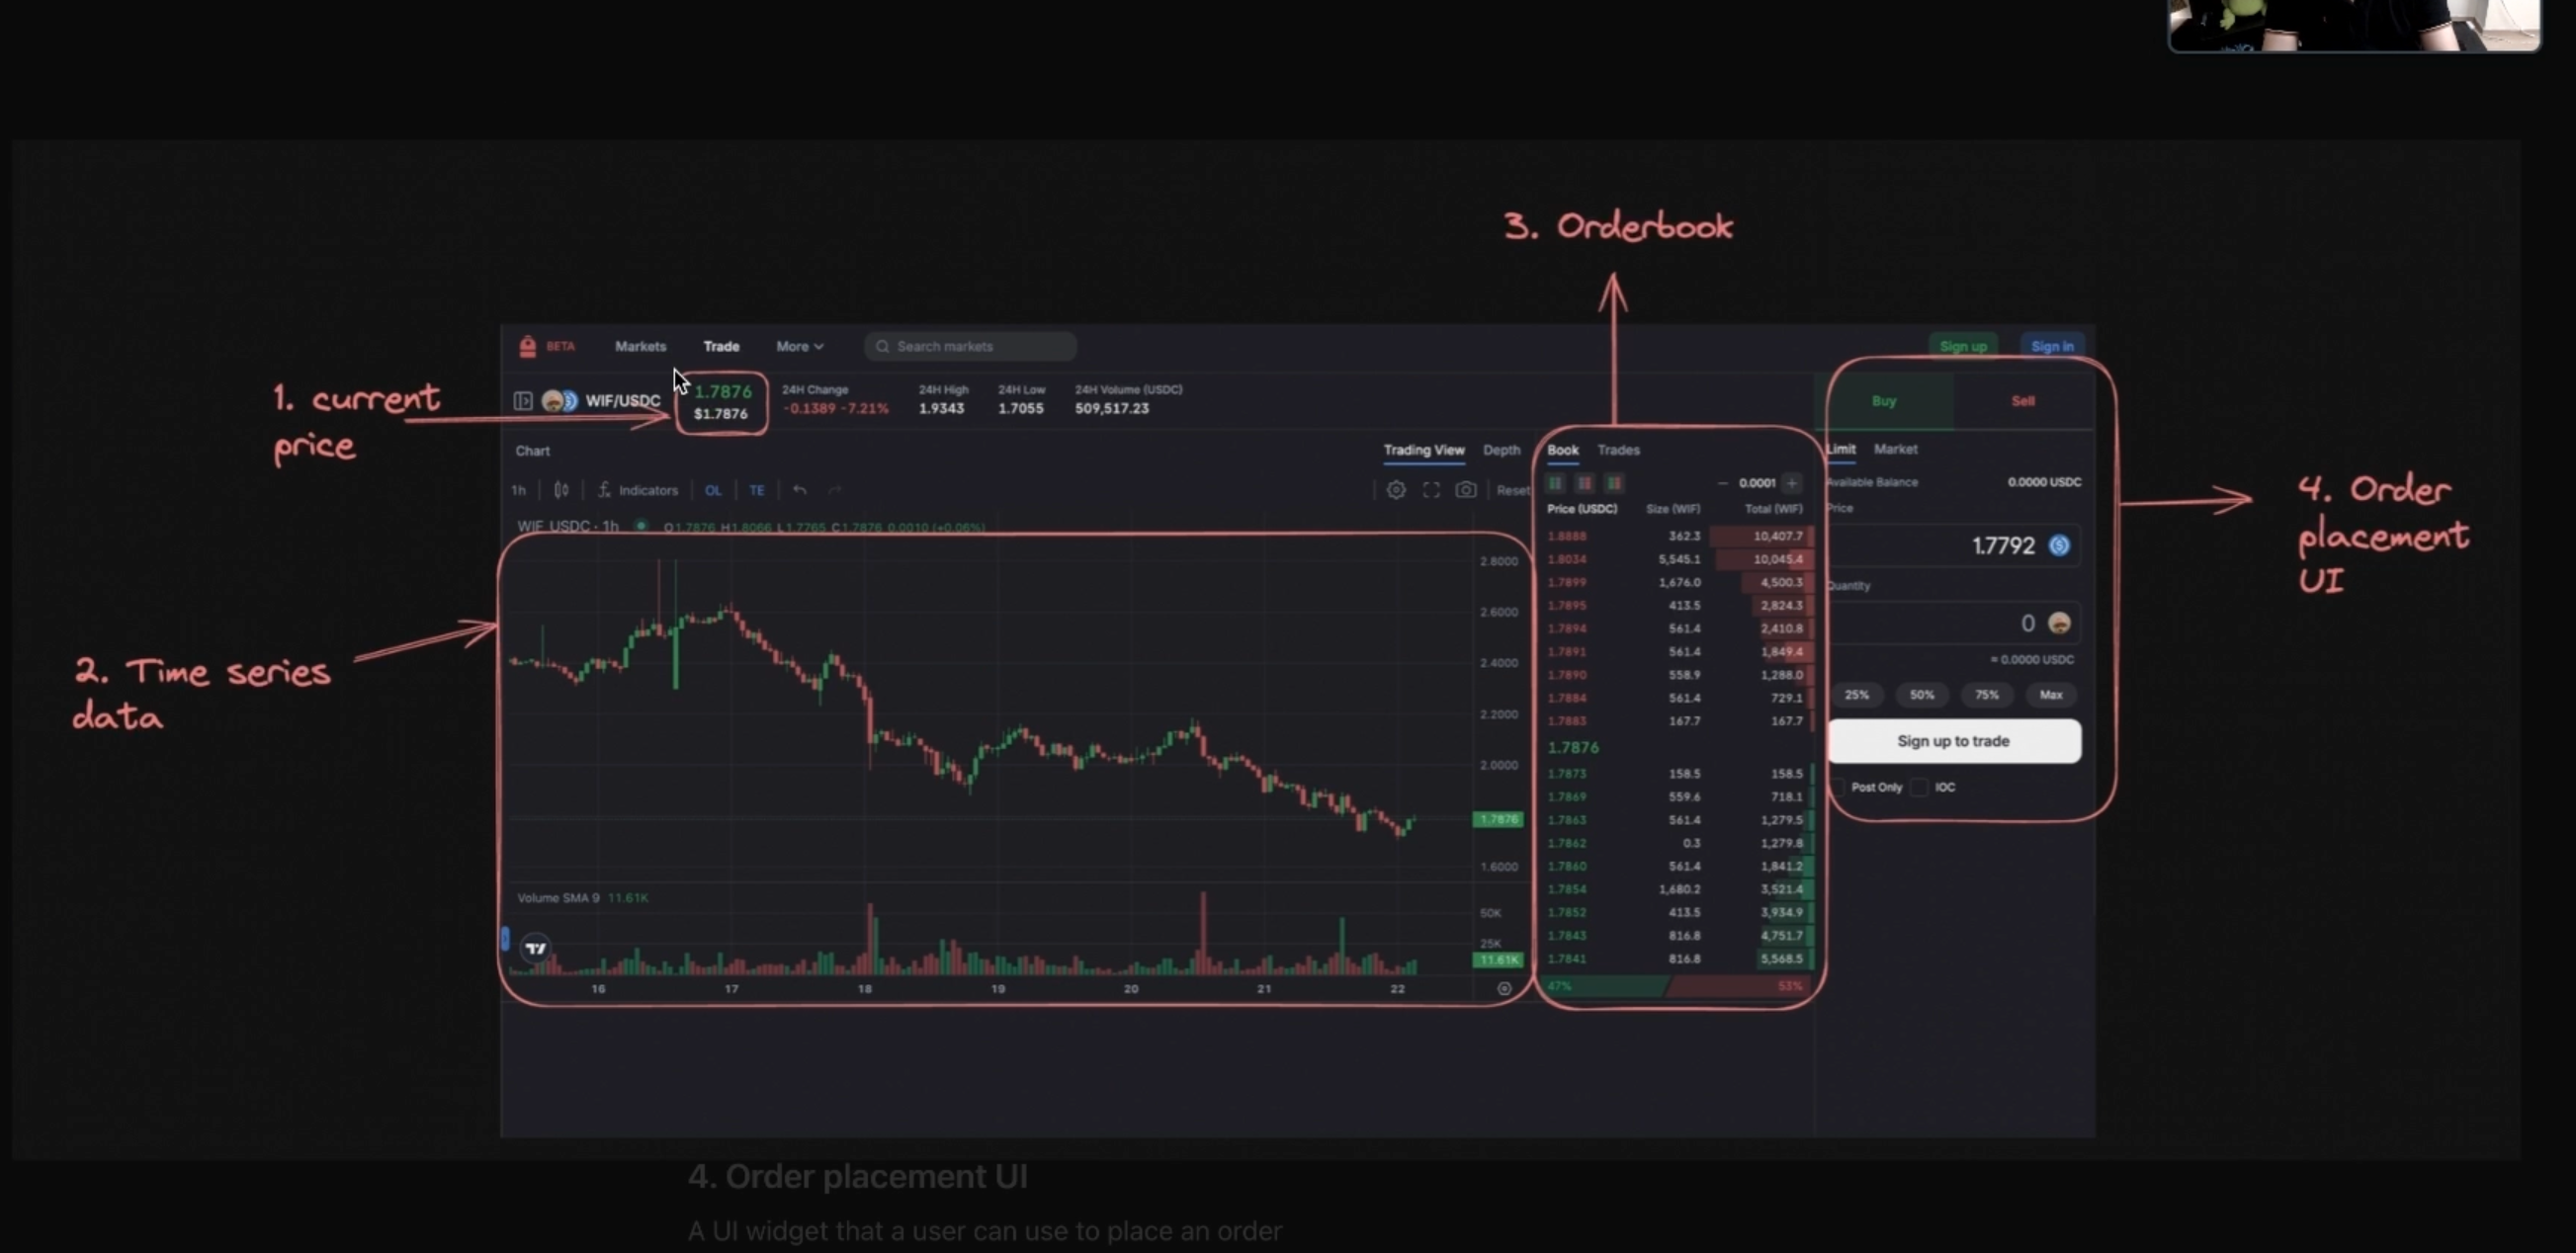 3. Orderbook
BETA Markets Trade More Search markets Sign up Sign in
1. current
price
WIF/USDC
1.7876
$1.7876
24H Change
-0.1389 -7.21%
24H High
1.9343
24H Low
1.7055
24H Volume (USDC)
509,517.23
Chart
Trading View Depth
1h Indicators OL TE Reset
WIF USDC · 1h O1.7876 H1.8066 L1.7765 C1.7876 0.0010 (+0.06%)
2. Time series
data
2.8000
2.6000
2.4000
2.2000
2.0000
1.7876
1.6000
Volume SMA 9 11.61K
50K
25K
11.61K
16 17 18 19 20 21 22
Book Trades
0.0001
Price (USDC) Size (WIF) Total (WIF)
1.8888 362.3 10,407.7
1.8034 5,545.1 10,045.4
1.7899 1,676.0 4,500.3
1.7895 413.5 2,824.3
1.7894 561.4 2,410.8
1.7891 561.4 1,849.4
1.7890 558.9 1,288.0
1.7884 561.4 729.1
1.7883 167.7 167.7
1.7876
1.7873 158.5 158.5
1.7869 559.6 718.1
1.7863 561.4 1,279.5
1.7862 0.3 1,279.8
1.7860 561.4 1,841.2
1.7854 1,680.2 3,521.4
1.7852 413.5 3,934.9
1.7843 816.8 4,751.7
1.7841 816.8 5,568.5
47% 53%
Buy Sell
Limit Market
Available Balance 0.0000 USDC
Price
1.7792
Quantity
0
≈ 0.0000 USDC
25% 50% 75% Max
Sign up to trade
Post Only IOC
4. Order
placement
UI
4. Order placement UI
A UI widget that a user can use to place an order